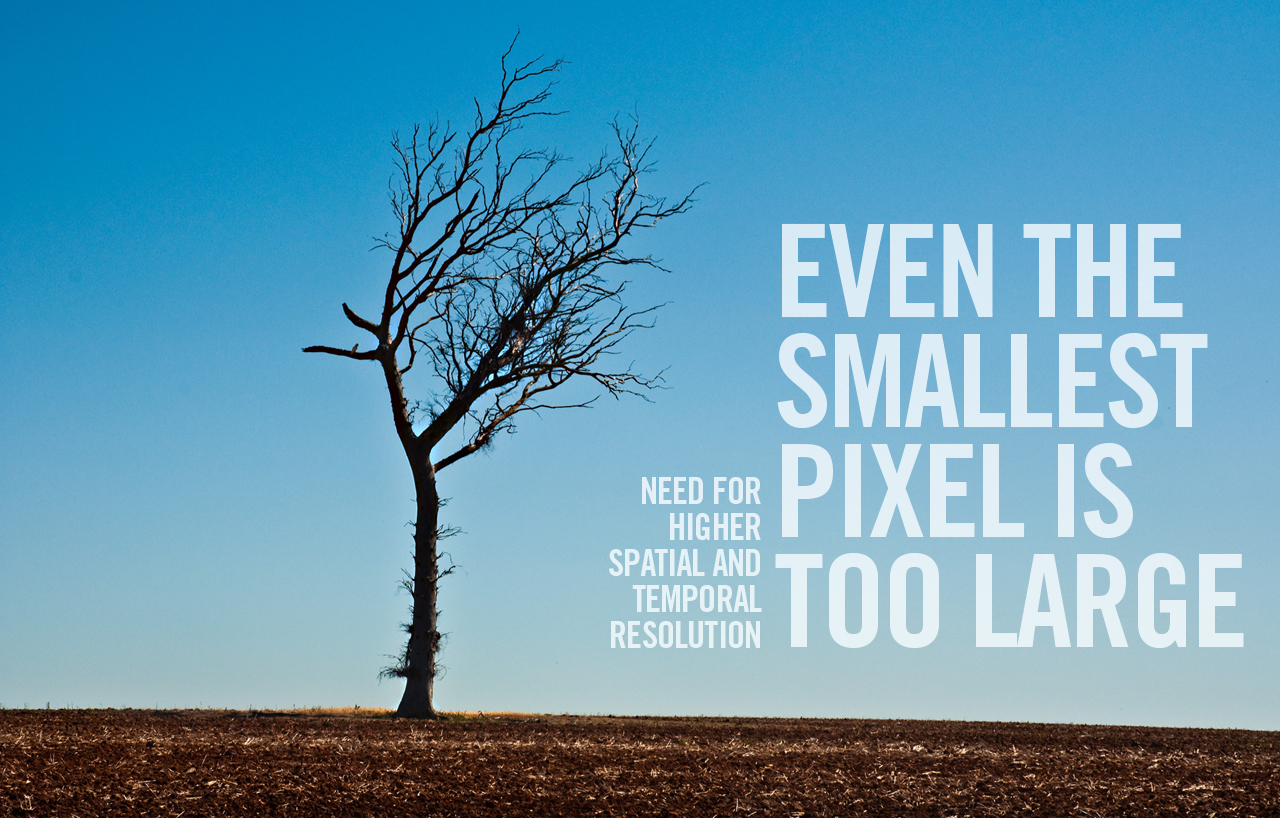 EVEN THE
SMALLEST
PIXEL IS
TOO LARGE
NEED FOR
HIGHER
SPATIAL AND
TEMPORAL
RESOLUTION